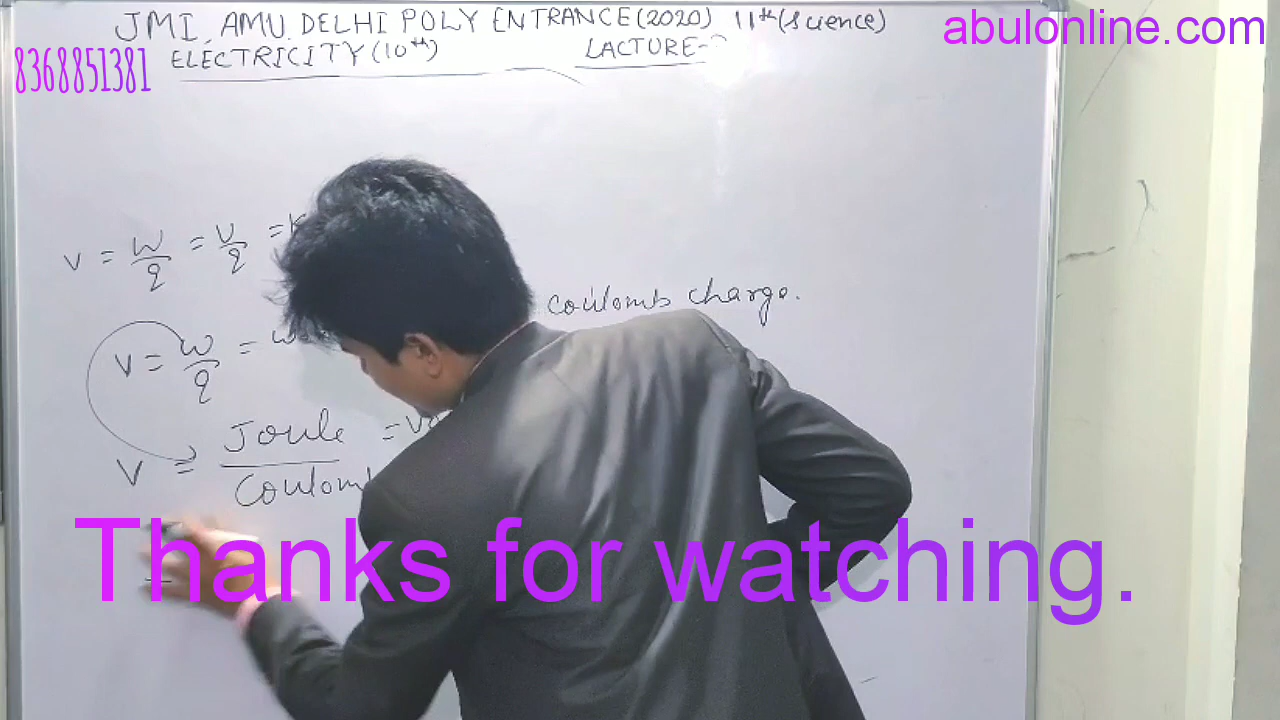 JMI, AMU, DELHI POLY ENTRANCE(2020) 11th(science)
abulonline.com
ELECTRICITY(10th) LACTURE-
8368851381
V = W/q = V/q = K
coulomb charge.
V = W/q = W
V = Joule/Coulomb = V
Thanks for watching.